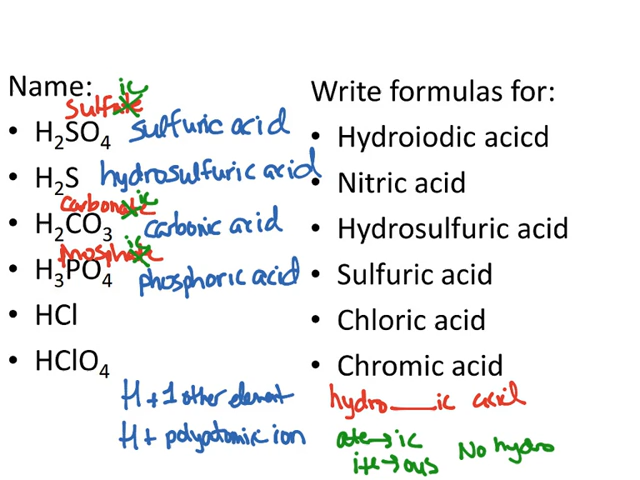 Name:
ic
sulfate
• H₂SO₄ sulfuric acid
• H₂S hydrosulfuric acid
carbonate ic
• H₂CO₃ carbonic acid
phosphate ic
• H₃PO₄ phosphoric acid
• HCl
• HClO₄
H + 1 other element
H + polyatomic ion
Write formulas for:
• Hydroiodic acicd
• Nitric acid
• Hydrosulfuric acid
• Sulfuric acid
• Chloric acid
• Chromic acid
hydro___ic acid
ate→ic
ite→ous
No hydro